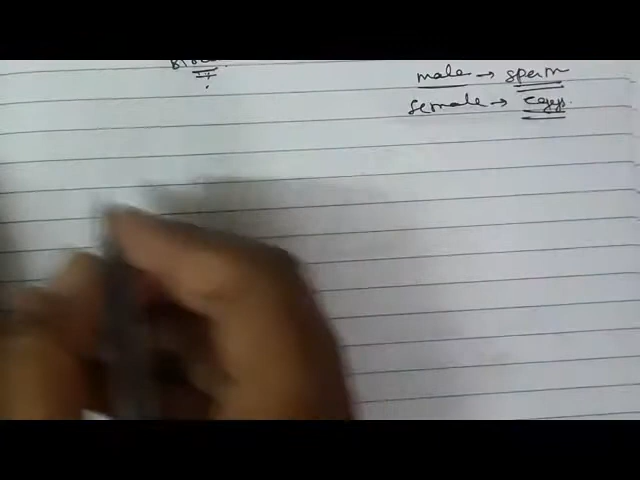 male → sperm
female → eggs.